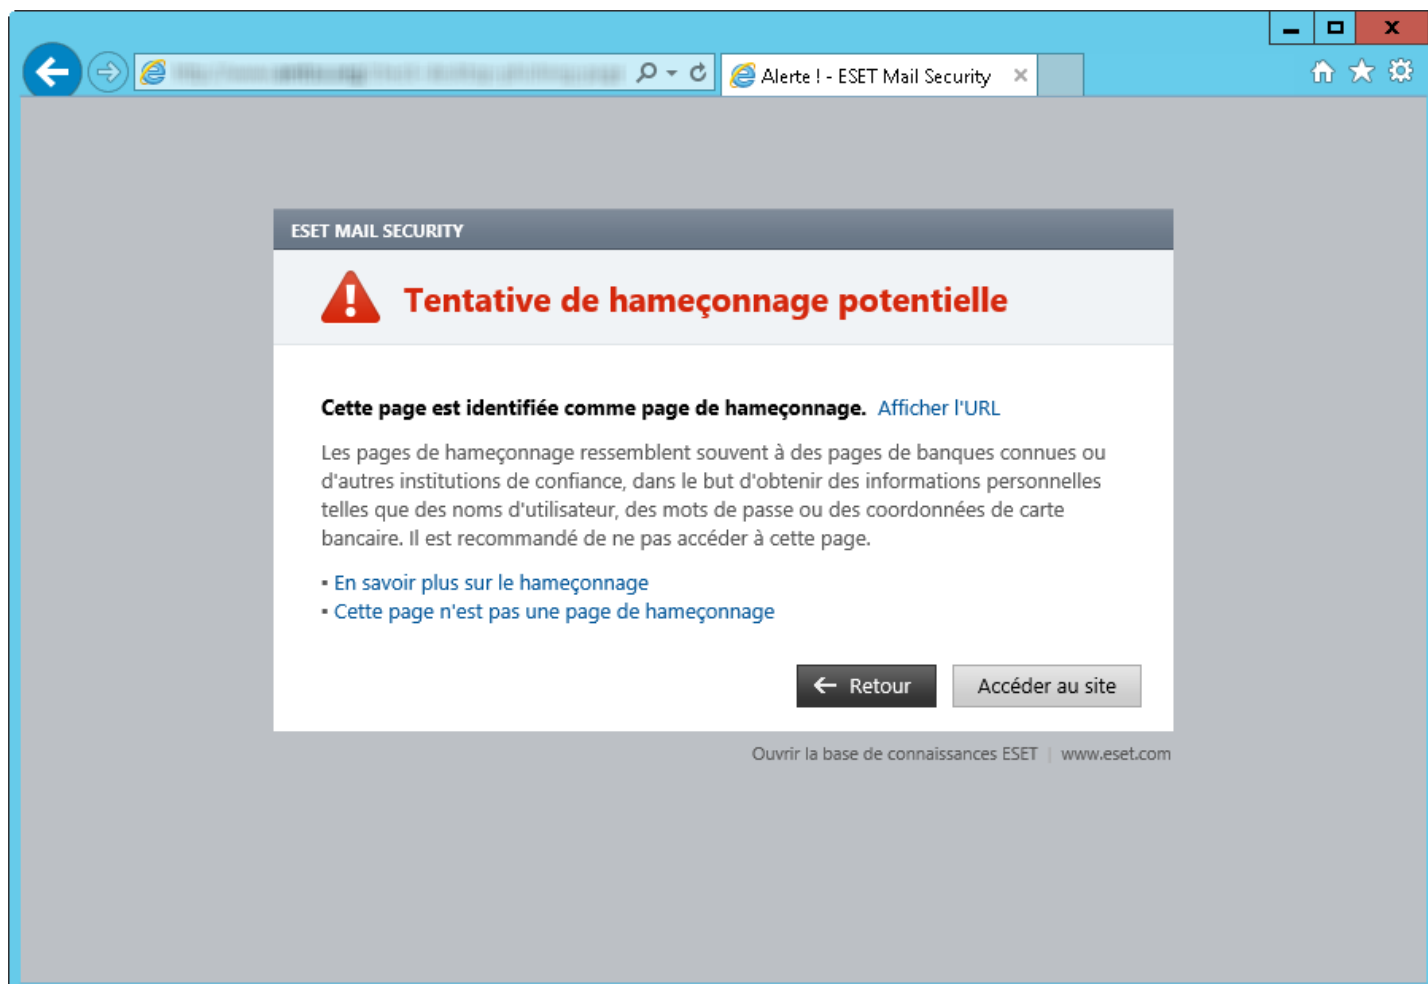 Alerte ! - ESET Mail Security
ESET MAIL SECURITY
Tentative de hameçonnage potentielle
Cette page est identifiée comme page de hameçonnage. Afficher l'URL
Les pages de hameçonnage ressemblent souvent à des pages de banques connues ou
d'autres institutions de confiance, dans le but d'obtenir des informations personnelles
telles que des noms d'utilisateur, des mots de passe ou des coordonnées de carte
bancaire. Il est recommandé de ne pas accéder à cette page.
▪ En savoir plus sur le hameçonnage
▪ Cette page n'est pas une page de hameçonnage
← Retour Accéder au site
Ouvrir la base de connaissances ESET | www.eset.com